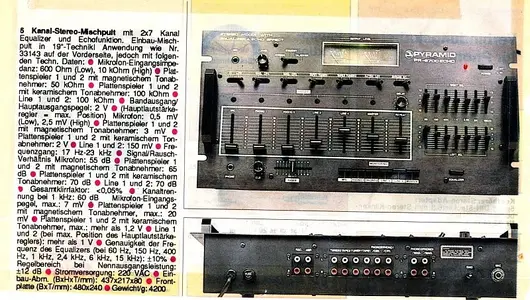 5 Kanal-Stereo-Mischpult mit 2x7 Kanal
Equalizer und Echofunktion. Einbau-Misch-
pult in 19"-Technik! Anwendung wie Nr.
33143 auf der Vorderseite, jedoch mit folgen-
den Techn. Daten: ● Mikrofon-Eingangsimpe-
danz: 600 Ohm (Low), 10 kOhm (High) ● Plat-
tenspieler 1 und 2 mit magnetischem Tonab-
nehmer: 50 kOhm ● Plattenspieler 1 und 2
mit keramischem Tonabnehmer: 100 kOhm ●
Line 1 und 2: 100 kOhm ● Bandausgang/
Hauptausgangspegel: 2 V ● (Hauptlautstärke-
regler = max. Position) Mikrofon: 0,5 mV
(Low), 2,5 mV (High) ● Plattenspieler 1 und 2
mit magnetischem Tonabnehmer: 3 mV ●
Plattenspieler 1 und 2 mit keramischem Ton-
abnehmer: 2 V ● Line 1 und 2: 150 mV ● Fre-
quenzgang: 17 Hz-23 kHz ● Signal/Rausch-
Verhältnis Mikrofon: 55 dB ● Plattenspieler 1
und 2 mit magnetischem Tonabnehmer: 65
dB ● Plattenspieler 1 und 2 mit keramischem
Tonabnehmer: 70 dB ● Line 1 und 2: 70 dB
● Gesamtklirrfaktor: <0,05% ● Kanaltren-
nung bei 1 kHz: 60 dB Mikrofon-Eingangs-
pegel, max.: 7 mV ● Plattenspieler 1 und 2
mit magnetischem Tonabnehmer, max.: 20
mV ● Plattenspieler 1 und 2 mit keramischem
Tonabnehmer, max.: mehr als 1,2 V ● Line 1
und 2 (bei max. Position des Hauptlautstärke-
reglers): mehr als 1 V ● Genauigkeit der Fre-
quenz des Equalizers (bei 60 Hz, 150 Hz, 400
Hz, 1 kHz, 2,4 kHz, 6 kHz, 15 kHz): ±10% ●
Regelbereich bei Nennausgangsleistung:
±12 dB ● Stromversorgung: 220 VAC ● Ein-
bau-Abm. (BxHxT/mm): 437x217x80 ● Front-
platte (BxT/mm): 480x240 ● Gewicht/g: 4200
PYRAMID